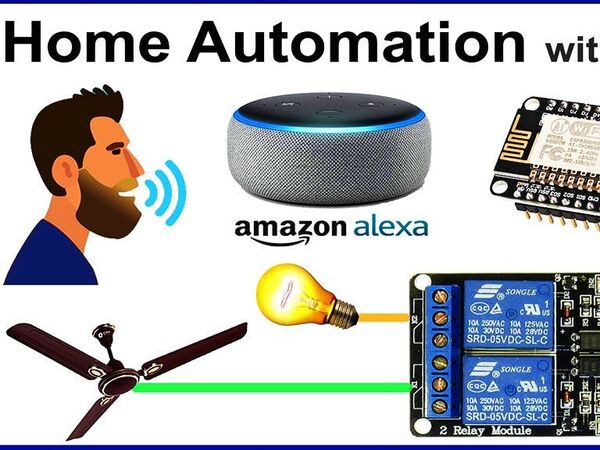 Home Automation wit
amazon alexa
SONGLE
10A 250VAC 10A 125VAC
10A 30VDC 10A 28VDC
SRD-05VDC-SL-C
SONGLE
10A 250VAC 10A 125VAC
10A 30VDC 10A 28VDC
SRD-05VDC-SL-C
2 Relay Module